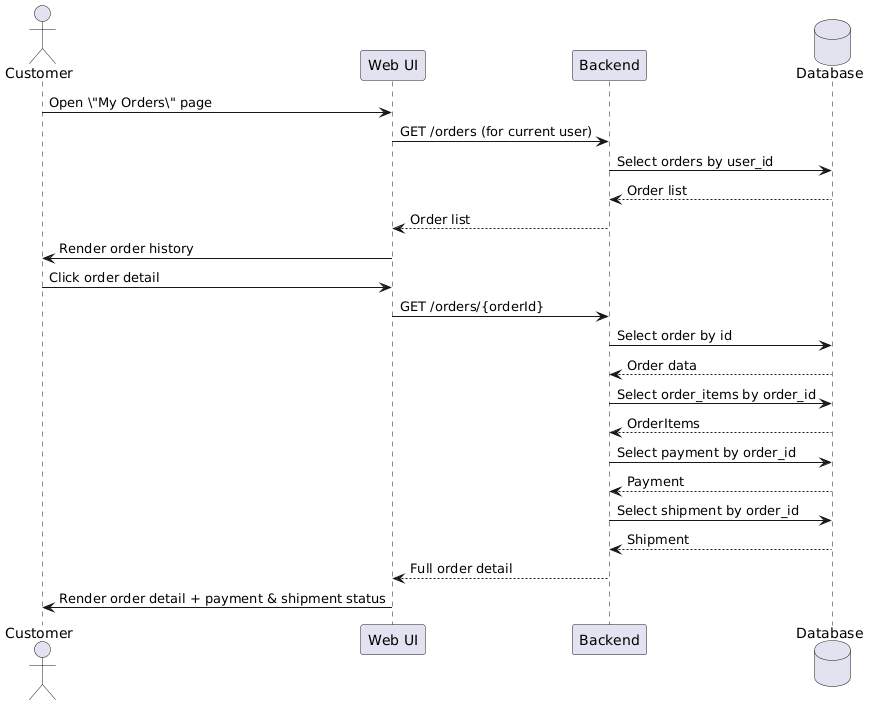 Customer
Web UI
Backend
Database
Open \"My Orders\" page
GET /orders (for current user)
Select orders by user_id
Order list
Order list
Render order history
Click order detail
GET /orders/{orderId}
Select order by id
Order data
Select order_items by order_id
OrderItems
Select payment by order_id
Payment
Select shipment by order_id
Shipment
Full order detail
Render order detail + payment & shipment status
Customer
Web UI
Backend
Database